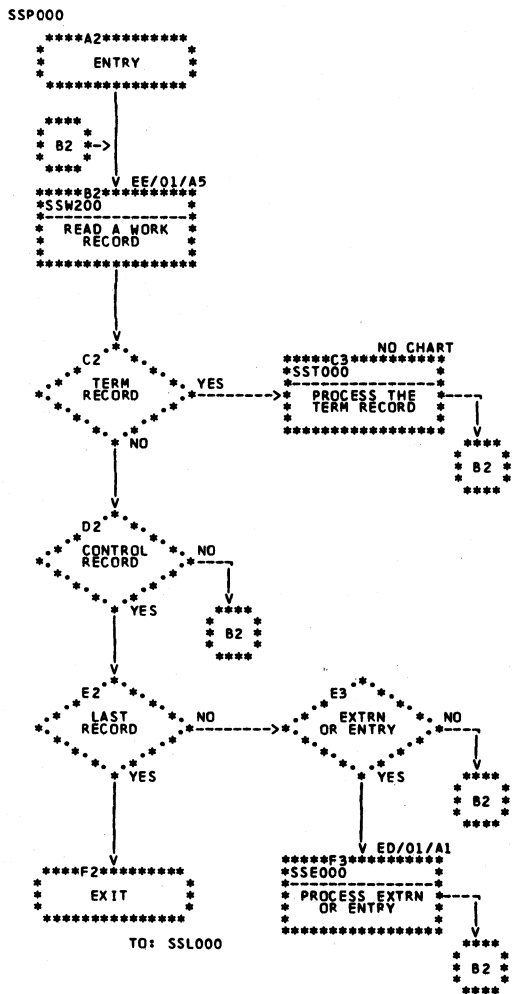 SSP000
A2
ENTRY
B2
EE/01/A5
B2
SSW200
READ A WORK
RECORD
C2
TERM
RECORD
YES
NO
NO CHART
C3
SST000
PROCESS THE
TERM RECORD
B2
D2
CONTROL
RECORD
NO
YES
B2
E2
LAST
RECORD
NO
YES
E3
EXTRN
OR ENTRY
NO
YES
B2
F2
EXIT
TO: SSL000
ED/01/A1
F3
SSE000
PROCESS EXTRN
OR ENTRY
B2